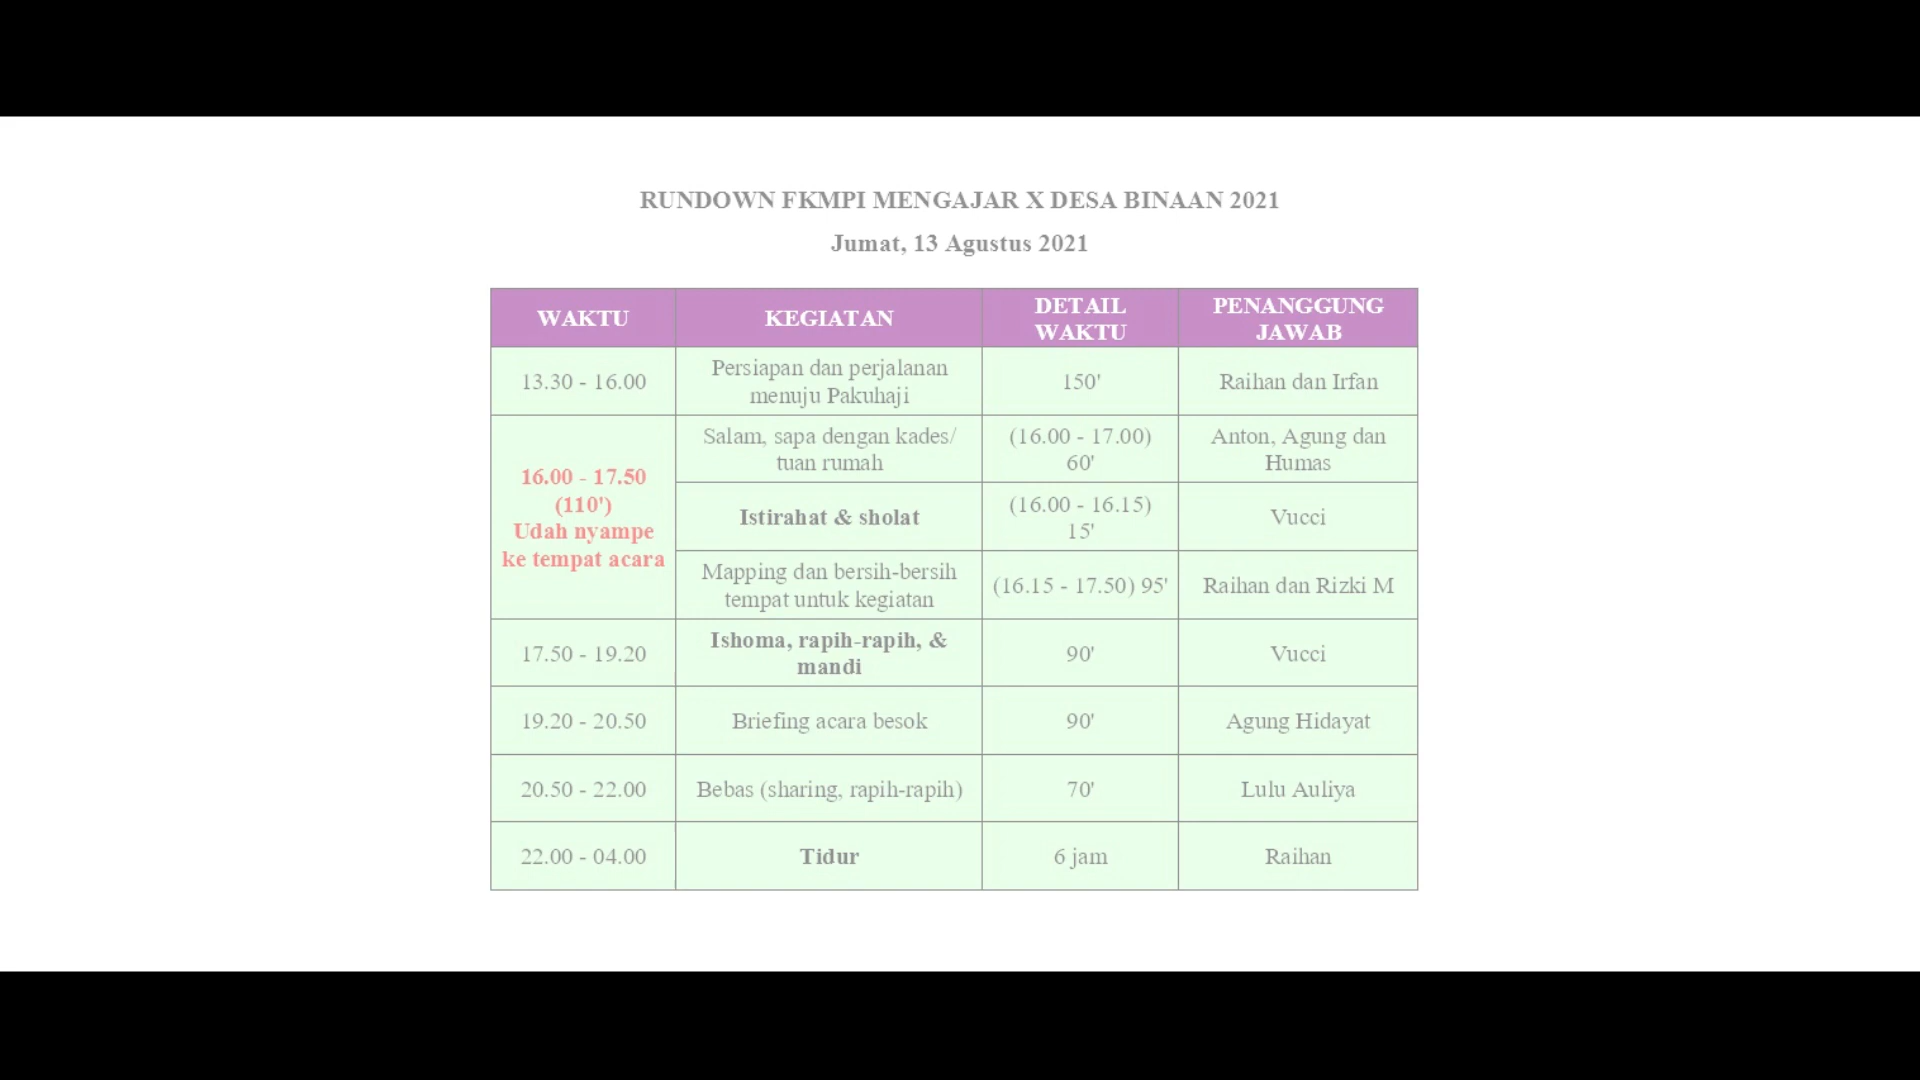 RUNDOWN FKMPI MENGAJAR X DESA BINAAN 2021
Jumat, 13 Agustus 2021
WAKTU
KEGIATAN
DETAIL
WAKTU
PENANGGUNG
JAWAB
13.30 - 16.00
Persiapan dan perjalanan
menuju Pakuhaji
150'
Raihan dan Irfan
16.00 - 17.50
(110')
Udah nyampe
ke tempat acara
Salam, sapa dengan kades/
tuan rumah
(16.00 - 17.00)
60'
Anton, Agung dan
Humas
Istirahat & sholat
(16.00 - 16.15)
15'
Vucci
Mapping dan bersih-bersih
tempat untuk kegiatan
(16.15 - 17.50) 95'
Raihan dan Rizki M
17.50 - 19.20
Ishoma, rapih-rapih, &
mandi
90'
Vucci
19.20 - 20.50
Briefing acara besok
90'
Agung Hidayat
20.50 - 22.00
Bebas (sharing, rapih-rapih)
70'
Lulu Auliya
22.00 - 04.00
Tidur
6 jam
Raihan